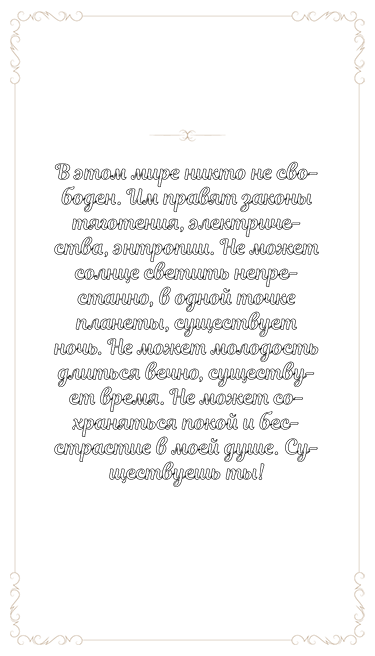 В этом мире никто не сво-
боден. Им правят законы
тяготения, электриче-
ства, энтропии. Не может
солнце светить непре-
станно, в одной точке
планеты, существует
ночь. Не может молодость
длиться вечно, существу-
ет время. Не может со-
храняться покой и бес-
страстие в моей душе. Су-
ществуешь ты!